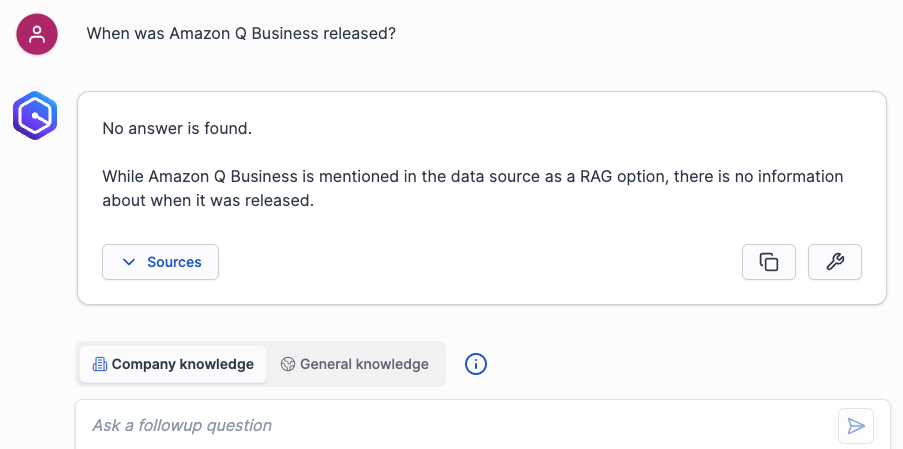 When was Amazon Q Business released?
No answer is found.
While Amazon Q Business is mentioned in the data source as a RAG option, there is no information
about when it was released.
Sources
Company knowledge General knowledge
Ask a followup question